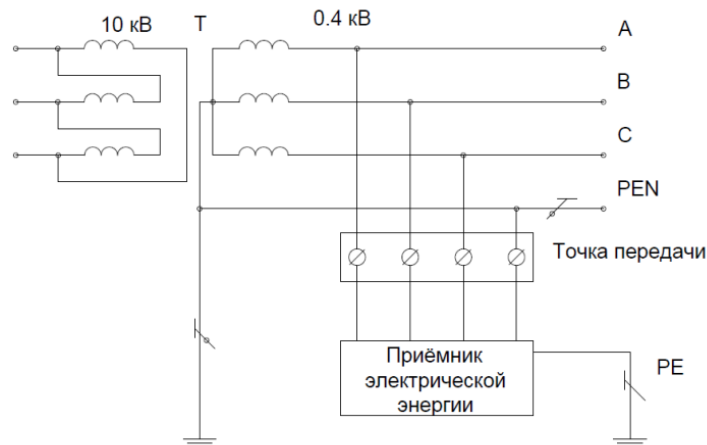 10 кВ
T
0.4 кВ
A
B
C
PEN
Точка передачи
Приёмник
электрической
энергии
PE